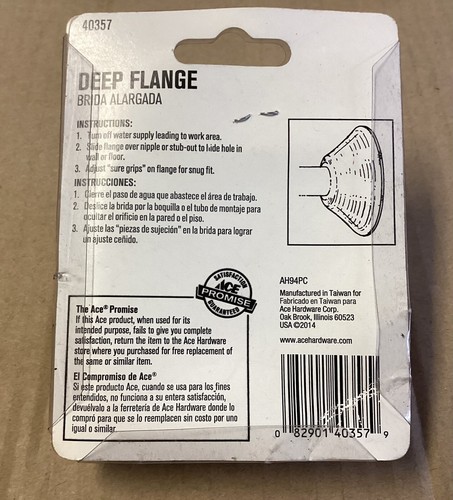 40357
DEEP FLANGE
BRIDA ALARGADA
INSTRUCTIONS:
1. Turn off water supply leading to work area.
2. Slide flange over nipple or stub-out to hide hole in
wall or floor.
3. Adjust "sure grips" on flange for snug fit.
INSTRUCCIONES:
1. Cierre el paso de agua que abastece el área de trabajo.
2. Deslice la brida por la boquilla o el tubo de montaje para
ocultar el orificio en la pared o el piso.
3. Ajuste las "piezas de sujeción" en la brida para lograr
un ajuste ceñido.
SATISFACTION
ACE
PROMISE
GUARANTEED
The Ace® Promise
If this Ace product, when used for its
intended purpose, fails to give you complete
satisfaction, return the item to the Ace Hardware
store where you purchased for free replacement of
the same or similar item.
El Compromiso de Ace®
Si este producto Ace, cuando se usa para los fines
entendidos, no funciona a su entera satisfacción,
devuélvalo a la ferretería de Ace Hardware donde lo
compró para que se lo reemplacen sin costo por uno
igual o similar.
AH94PC
Manufactured in Taiwan for
Fabricado en Taiwan para
Ace Hardware Corp.
Oak Brook, Illinois 60523
USA ©2014
www.acehardware.com
0 82901 40357 9